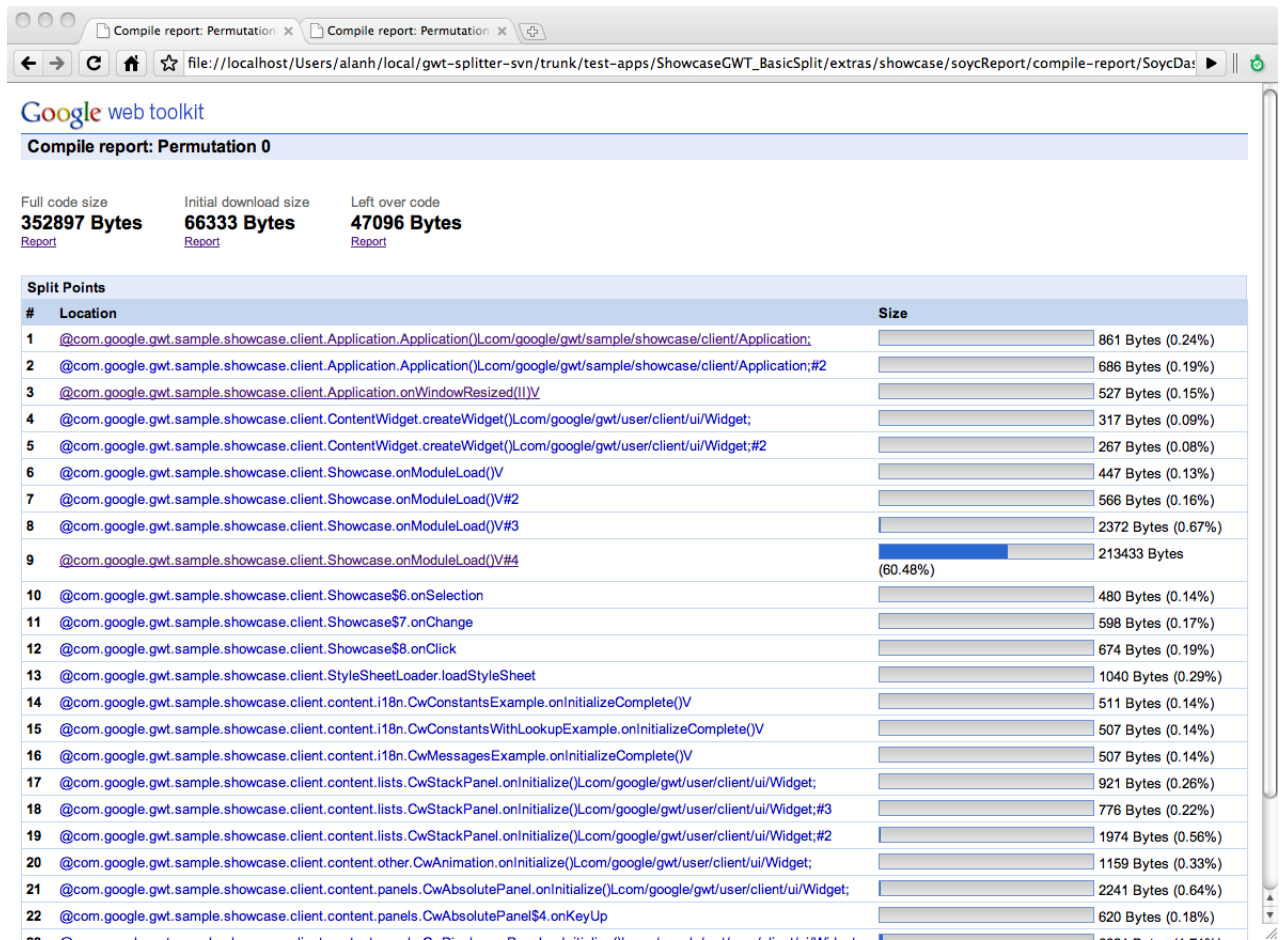 Compile report: Permutation
Compile report: Permutation
file://localhost/Users/alanh/local/gwt-splitter-svn/trunk/test-apps/ShowcaseGWT_BasicSplit/extras/showcase/soycReport/compile-report/SoycDas
Google web toolkit
Compile report: Permutation 0
Full code size Initial download size Left over code
352897 Bytes 66333 Bytes 47096 Bytes
Report Report Report
Split Points
# Location Size
1 @com.google.gwt.sample.showcase.client.Application.Application()Lcom/google/gwt/sample/showcase/client/Application; 861 Bytes (0.24%)
2 @com.google.gwt.sample.showcase.client.Application.Application()Lcom/google/gwt/sample/showcase/client/Application;#2 686 Bytes (0.19%)
3 @com.google.gwt.sample.showcase.client.Application.onWindowResized(II)V 527 Bytes (0.15%)
4 @com.google.gwt.sample.showcase.client.ContentWidget.createWidget()Lcom/google/gwt/user/client/ui/Widget; 317 Bytes (0.09%)
5 @com.google.gwt.sample.showcase.client.ContentWidget.createWidget()Lcom/google/gwt/user/client/ui/Widget;#2 267 Bytes (0.08%)
6 @com.google.gwt.sample.showcase.client.Showcase.onModuleLoad()V 447 Bytes (0.13%)
7 @com.google.gwt.sample.showcase.client.Showcase.onModuleLoad()V#2 566 Bytes (0.16%)
8 @com.google.gwt.sample.showcase.client.Showcase.onModuleLoad()V#3 2372 Bytes (0.67%)
9 @com.google.gwt.sample.showcase.client.Showcase.onModuleLoad()V#4 213433 Bytes
(60.48%)
10 @com.google.gwt.sample.showcase.client.Showcase$6.onSelection 480 Bytes (0.14%)
11 @com.google.gwt.sample.showcase.client.Showcase$7.onChange 598 Bytes (0.17%)
12 @com.google.gwt.sample.showcase.client.Showcase$8.onClick 674 Bytes (0.19%)
13 @com.google.gwt.sample.showcase.client.StyleSheetLoader.loadStyleSheet 1040 Bytes (0.29%)
14 @com.google.gwt.sample.showcase.client.content.i18n.CwConstantsExample.onInitializeComplete()V 511 Bytes (0.14%)
15 @com.google.gwt.sample.showcase.client.content.i18n.CwConstantsWithLookupExample.onInitializeComplete()V 507 Bytes (0.14%)
16 @com.google.gwt.sample.showcase.client.content.i18n.CwMessagesExample.onInitializeComplete()V 507 Bytes (0.14%)
17 @com.google.gwt.sample.showcase.client.content.lists.CwStackPanel.onInitialize()Lcom/google/gwt/user/client/ui/Widget; 921 Bytes (0.26%)
18 @com.google.gwt.sample.showcase.client.content.lists.CwStackPanel.onInitialize()Lcom/google/gwt/user/client/ui/Widget;#3 776 Bytes (0.22%)
19 @com.google.gwt.sample.showcase.client.content.lists.CwStackPanel.onInitialize()Lcom/google/gwt/user/client/ui/Widget;#2 1974 Bytes (0.56%)
20 @com.google.gwt.sample.showcase.client.content.other.CwAnimation.onInitialize()Lcom/google/gwt/user/client/ui/Widget; 1159 Bytes (0.33%)
21 @com.google.gwt.sample.showcase.client.content.panels.CwAbsolutePanel.onInitialize()Lcom/google/gwt/user/client/ui/Widget; 2241 Bytes (0.64%)
22 @com.google.gwt.sample.showcase.client.content.panels.CwAbsolutePanel$4.onKeyUp 620 Bytes (0.18%)